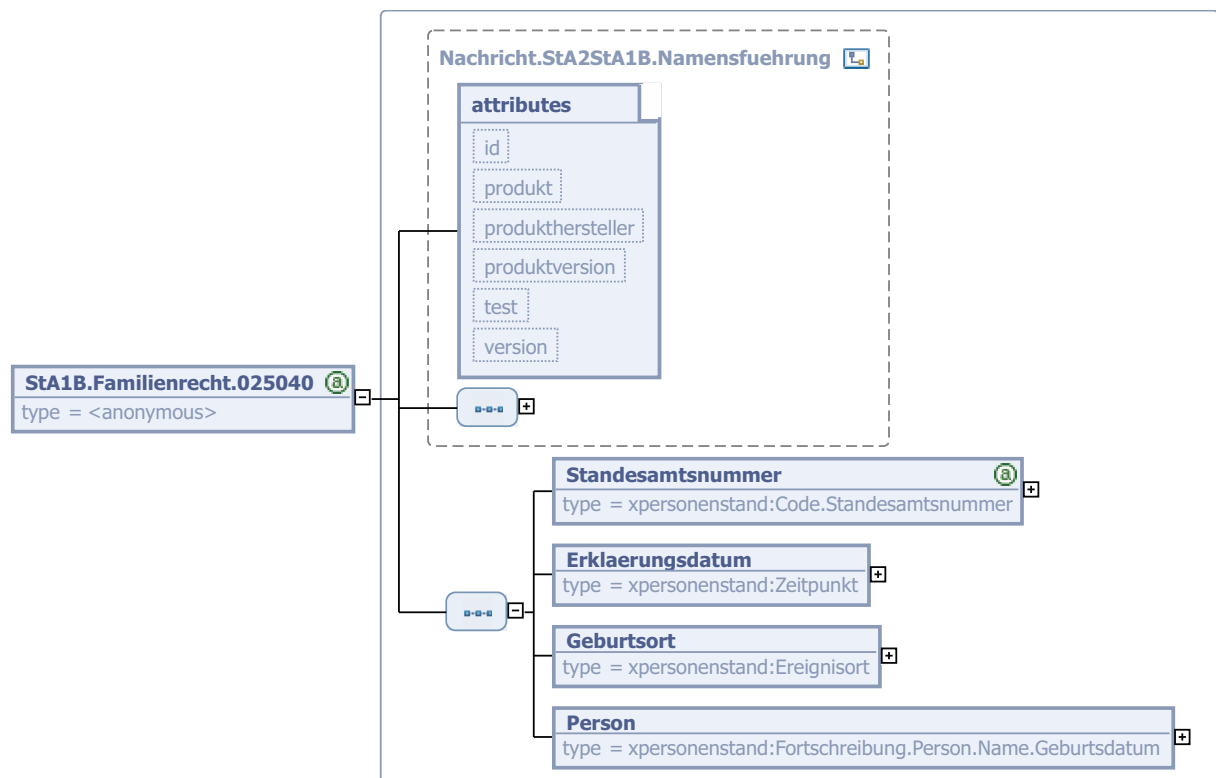 Nachricht.StA2StA1B.Namensfuehrung
attributes
id
produkt
produkthersteller
produktversion
test
version
StA1B.Familienrecht.025040
type = <anonymous>
Standesamtsnummer
type = xpersonenstand:Code.Standesamtsnummer
Erklaerungsdatum
type = xpersonenstand:Zeitpunkt
Geburtsort
type = xpersonenstand:Ereignisort
Person
type = xpersonenstand:Fortschreibung.Person.Name.Geburtsdatum